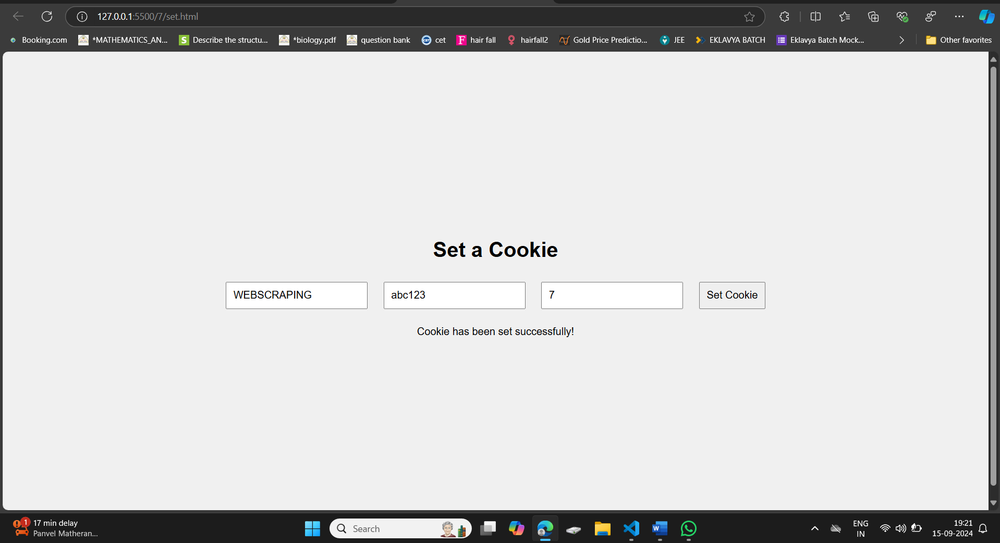 127.0.0.1:5500/7/set.html
Booking.com *MATHEMATICS_AN... S Describe the structu... *biology.pdf question bank CET cet F hair fall hairfall2 Gold Price Predictio... JEE EKLAVYA BATCH Eklavya Batch Mock... Other favorites
Set a Cookie
WEBSCRAPING abc123 7 Set Cookie
Cookie has been set successfully!
1 17 min delay
Panvel Matheran...
Search
W
ENG
IN
19:21
15-09-2024